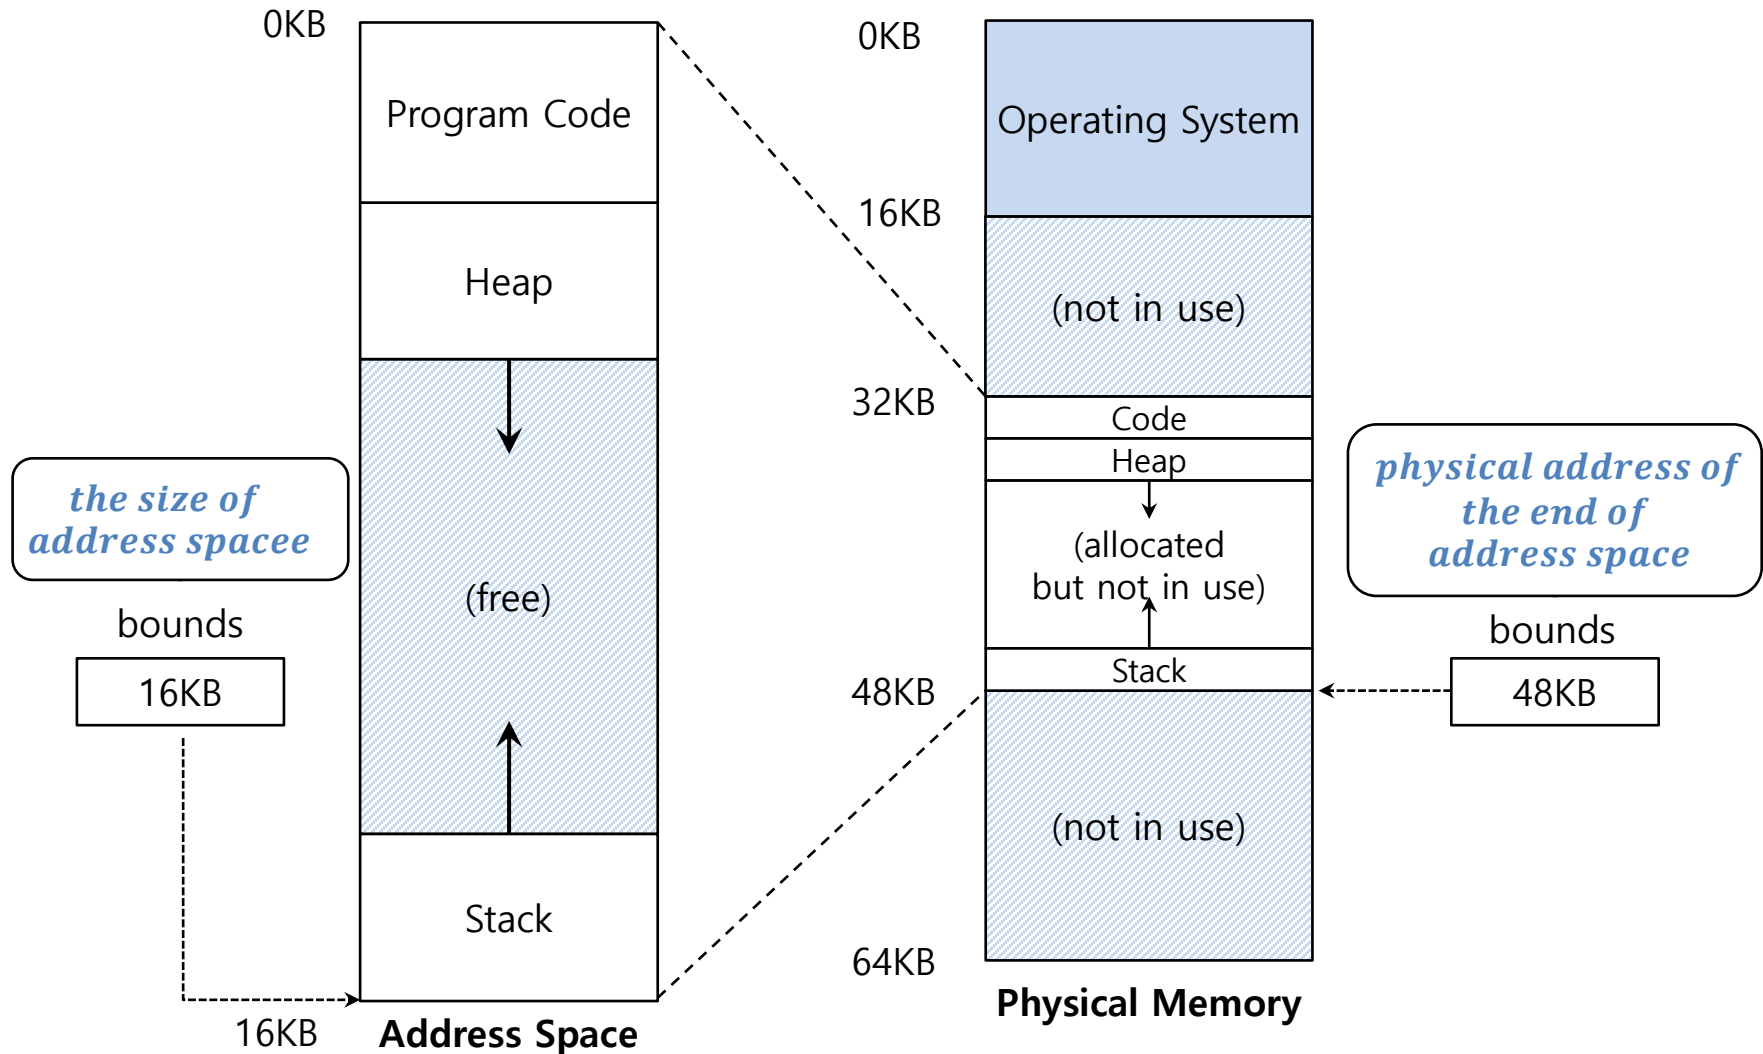 0KB
Program Code
Heap
(free)
Stack
16KB
Address Space
the size of
address spacee
bounds
16KB
0KB
Operating System
16KB
(not in use)
32KB
Code
Heap
(allocated
but not in use)
Stack
48KB
(not in use)
64KB
Physical Memory
physical address of
the end of
address space
bounds
48KB